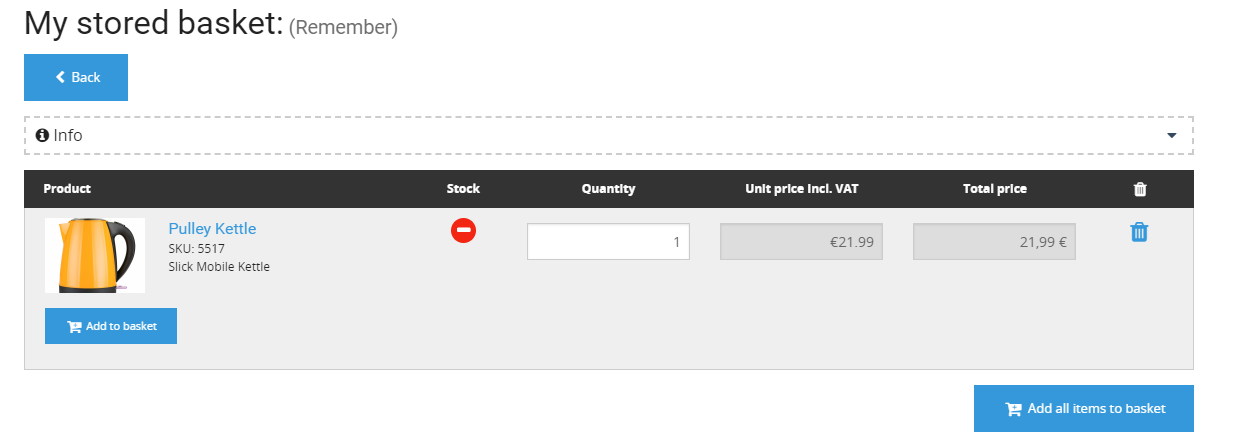 My stored basket: (Remember)
Back
Info
Product Stock Quantity Unit price incl. VAT Total price
Pulley Kettle
SKU: 5517
Slick Mobile Kettle
1 €21.99 21,99 €
Add to basket
Add all items to basket